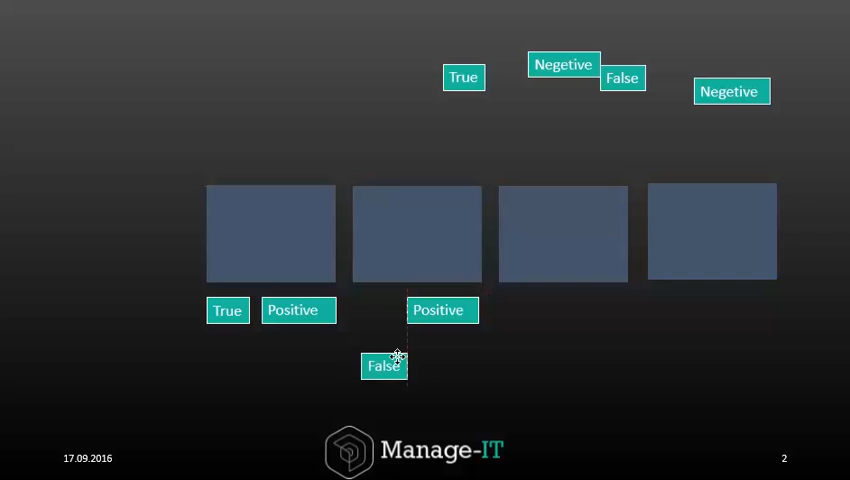 True
Negetive
False
Negetive
True
Positive
Positive
False
17.09.2016
Manage-IT
2